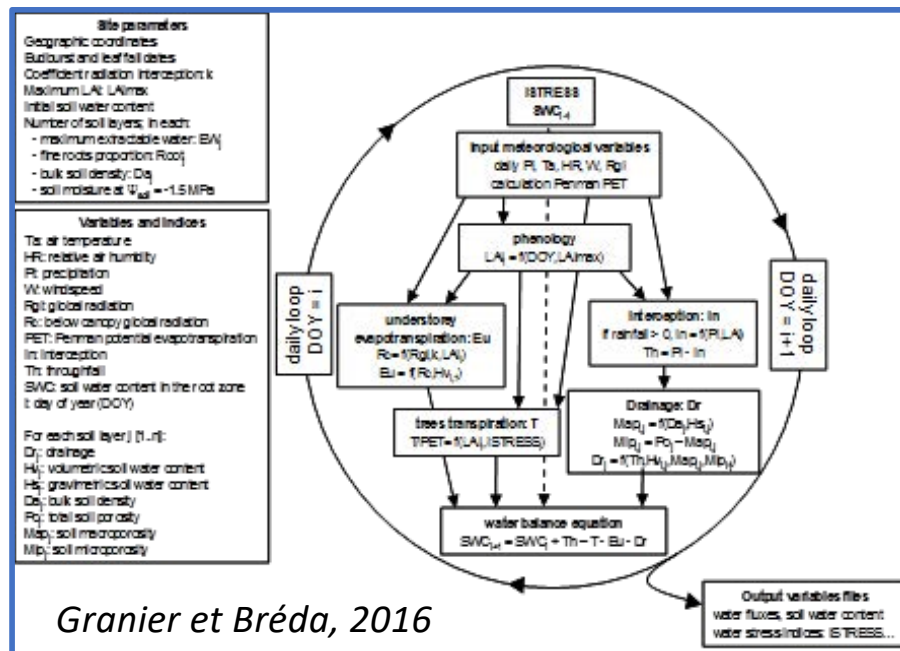 Site parameters
Geographic coordinates
Budburst and leaf fall dates
Coefficient radiation interception: k
Maximum LAI: LAImax
Initial soil water content
Number of soil layers; in each:
- maximum extractable water: EWj
- fine roots proportion: Rootj
- bulk soil density: Daj
- soil moisture at Ψsoil = -1.5 MPa
Variables and indices
Ta: air temperature
HR: relative air humidity
Pi: precipitation
W: windspeed
Rgi: global radiation
Rc: below canopy global radiation
PET: Penman potential evapotranspiration
In: interception
Th: throughfall
SWC: soil water content in the root zone
i: day of year (DOY)
For each soil layer j [1..n]:
Drj: drainage
Hvj: volumetric soil water content
Hsj: gravimetric soil water content
Daj: bulk soil density
Poj: total soil porosity
Mapj: soil macroporosity
Mipj: soil microporosity
ISTRESS
SWCi-1
Input meteorological variables
daily Pi, Ta, HR, W, Rgi
calculation Penman PET
phenology
LAIi = f(DOY, LAImax)
daily loop
DOY = i
daily loop
DOY = i+1
understorey
evapotranspiration: Eu
Rc = f(Rgi, k, LAIi)
Eu = f(Rc, Hvi-1)
Interception: In
if rainfall > 0, In = f(Pi, LAI)
Th = Pi - In
trees transpiration: T
T/PET = f(LAIi, ISTRESSi)
Drainage: Dr
Mapij = f(Daj, Hsij)
Mipij = Poj – Mapij
Drj = f(Th, Hvij, Mapij, Mipij)
water balance equation
SWCi+1 = SWCi + Th – T - Eu - Dr
Output variables files
water fluxes, soil water content
water stress indices: ISTRESS...
Granier et Bréda, 2016